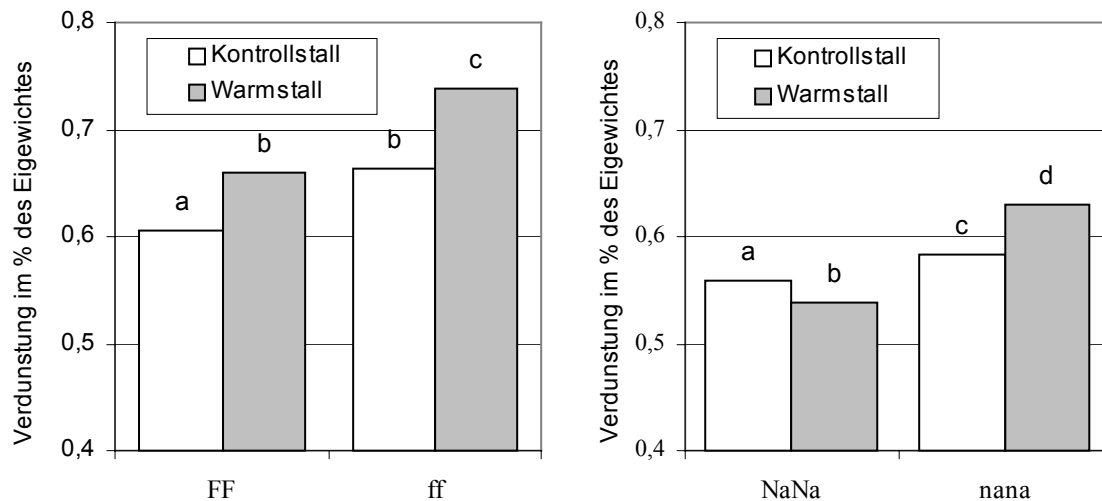 Verdunstung im % des Eigewichtes
0,8
0,7
0,6
0,5
0,4
Kontrollstall
Warmstall
a
b
b
c
FF
ff
Verdunstung im % des Eigewichtes
0,8
0,7
0,6
0,5
0,4
Kontrollstall
Warmstall
a
b
c
d
NaNa
nana